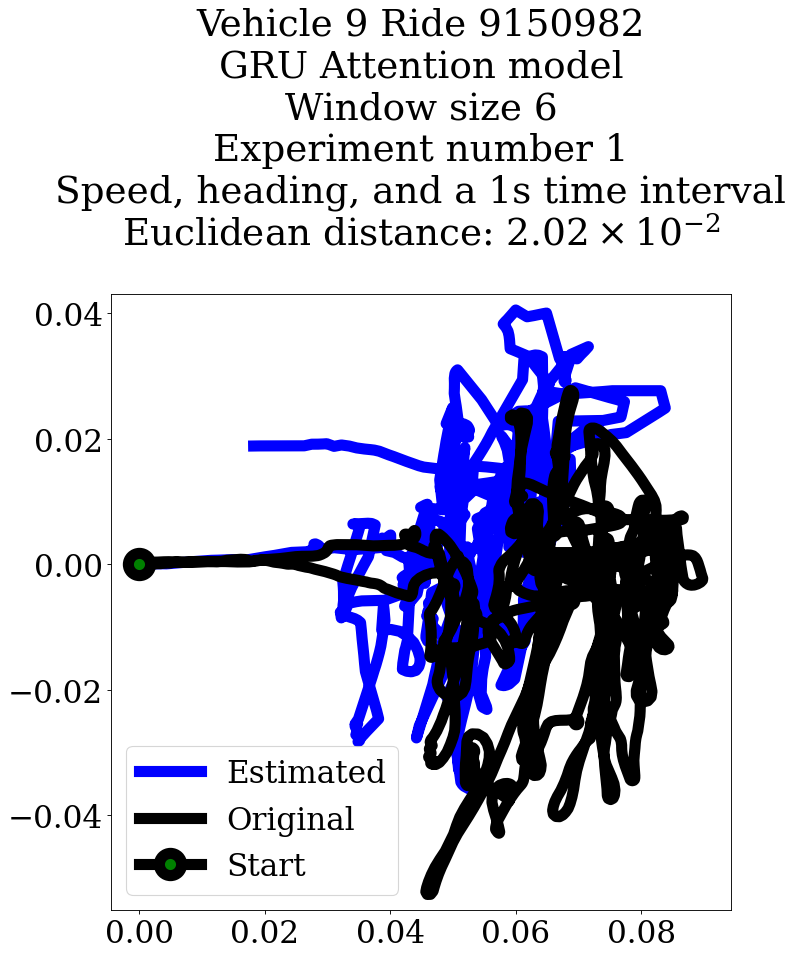 Vehicle 9 Ride 9150982
GRU Attention model
Window size 6
Experiment number 1
Speed, heading, and a 1s time interval
Euclidean distance: 2.02 × 10⁻²
0.04
0.02
0.00
−0.02
−0.04
Estimated
Original
Start
0.00 0.02 0.04 0.06 0.08